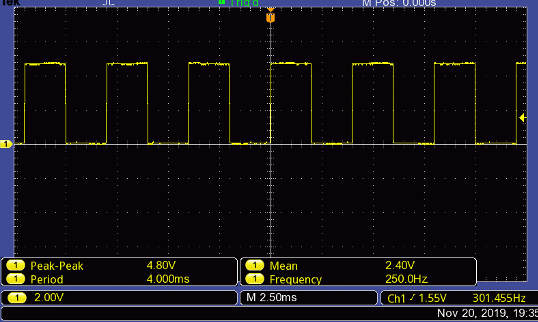 Tek
Trig'd
M Pos: 0.000s
1
1 Peak-Peak 4.80V
1 Mean 2.40V
1 Period 4.000ms
1 Frequency 250.0Hz
1 2.00V
M 2.50ms
Ch1 1.55V
301.455Hz
Nov 20, 2019, 19:35